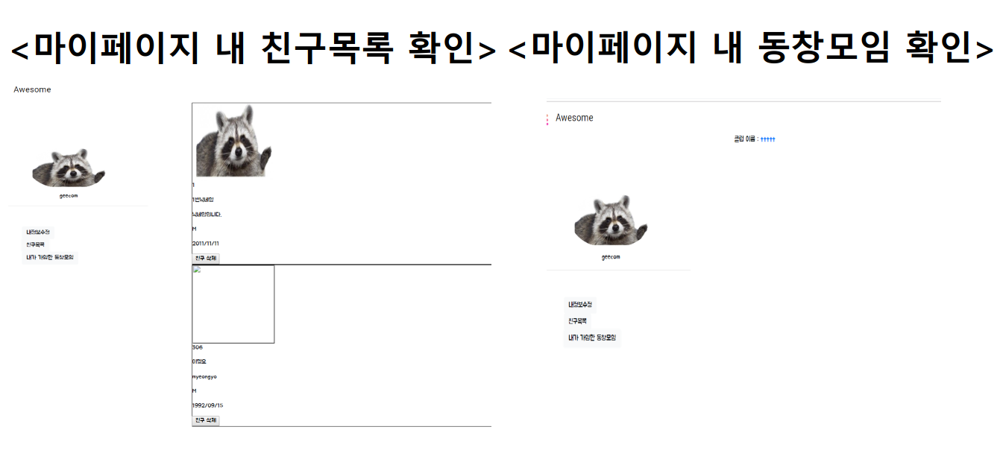 <마이페이지 내 친구목록 확인>
<마이페이지 내 동창모임 확인>
Awesome
geecom
내정보수정
친구목록
내가 가입한 동창모임
1
1번닉네임
닉네임입니다.
M
2011/11/11
친구 삭제
306
이명요
myeongyo
M
1992/09/15
친구 삭제
Awesome
클럽 이름 : ttttt
geecom
내정보수정
친구목록
내가 가입한 동창모임